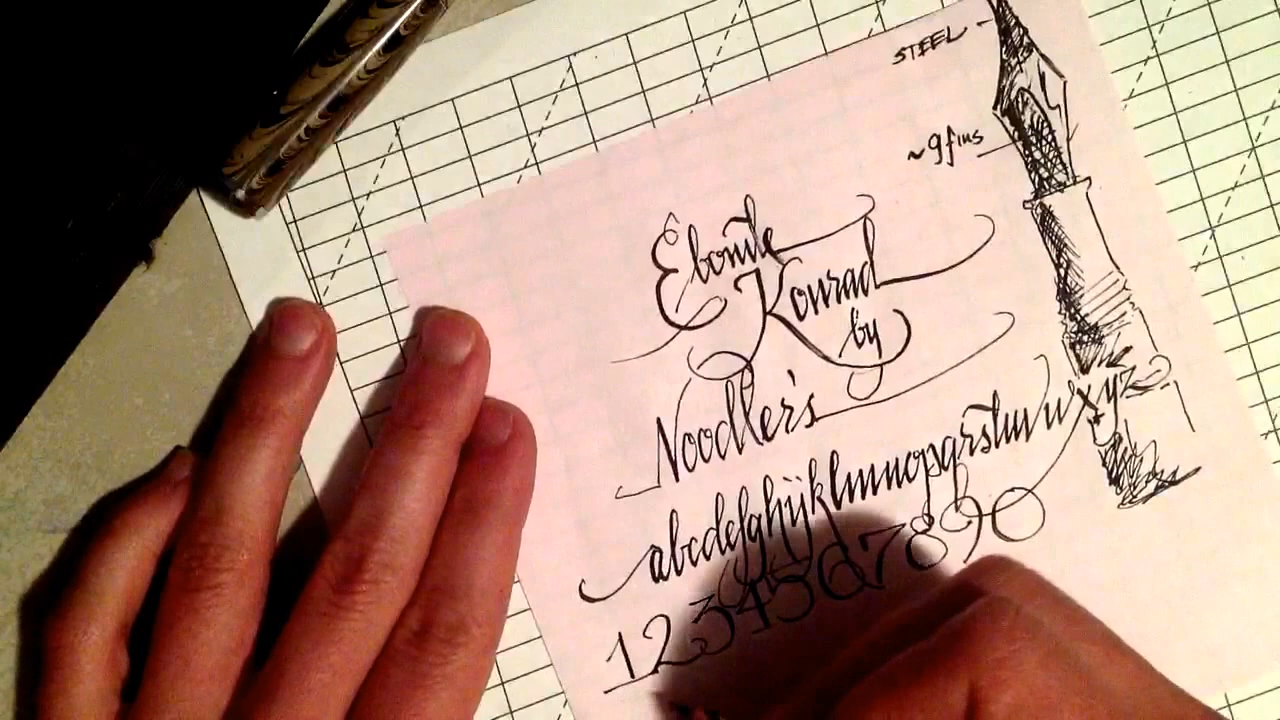 STEEL -
~9 fins
Ebonite
Konrad
by
Noodler's
abcdefghijklmnopqrstuvwxyz
1234567890